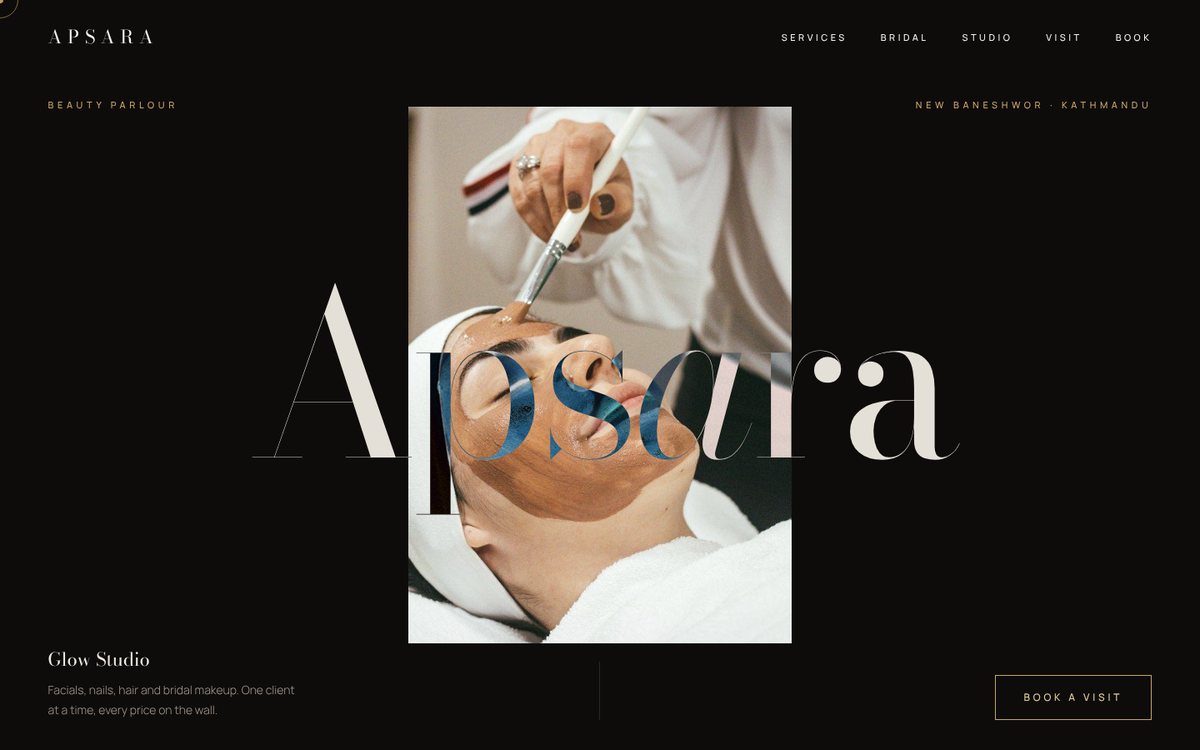 APSARA
SERVICES BRIDAL STUDIO VISIT BOOK
BEAUTY PARLOUR
NEW BANESHWOR · KATHMANDU
Apsara
Glow Studio
Facials, nails, hair and bridal makeup. One client
at a time, every price on the wall.
BOOK A VISIT